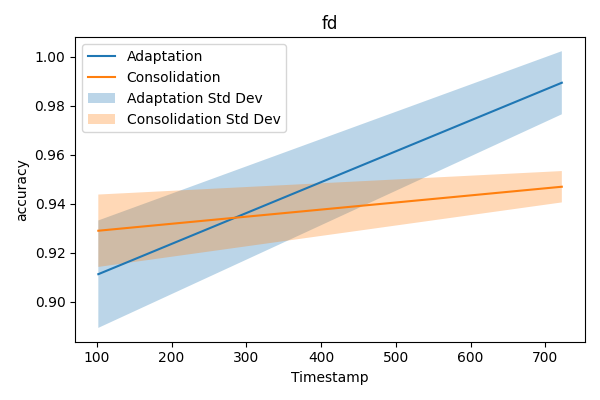 fd
Adaptation
Consolidation
Adaptation Std Dev
Consolidation Std Dev
accuracy
1.00
0.98
0.96
0.94
0.92
0.90
100 200 300 400 500 600 700
Timestamp